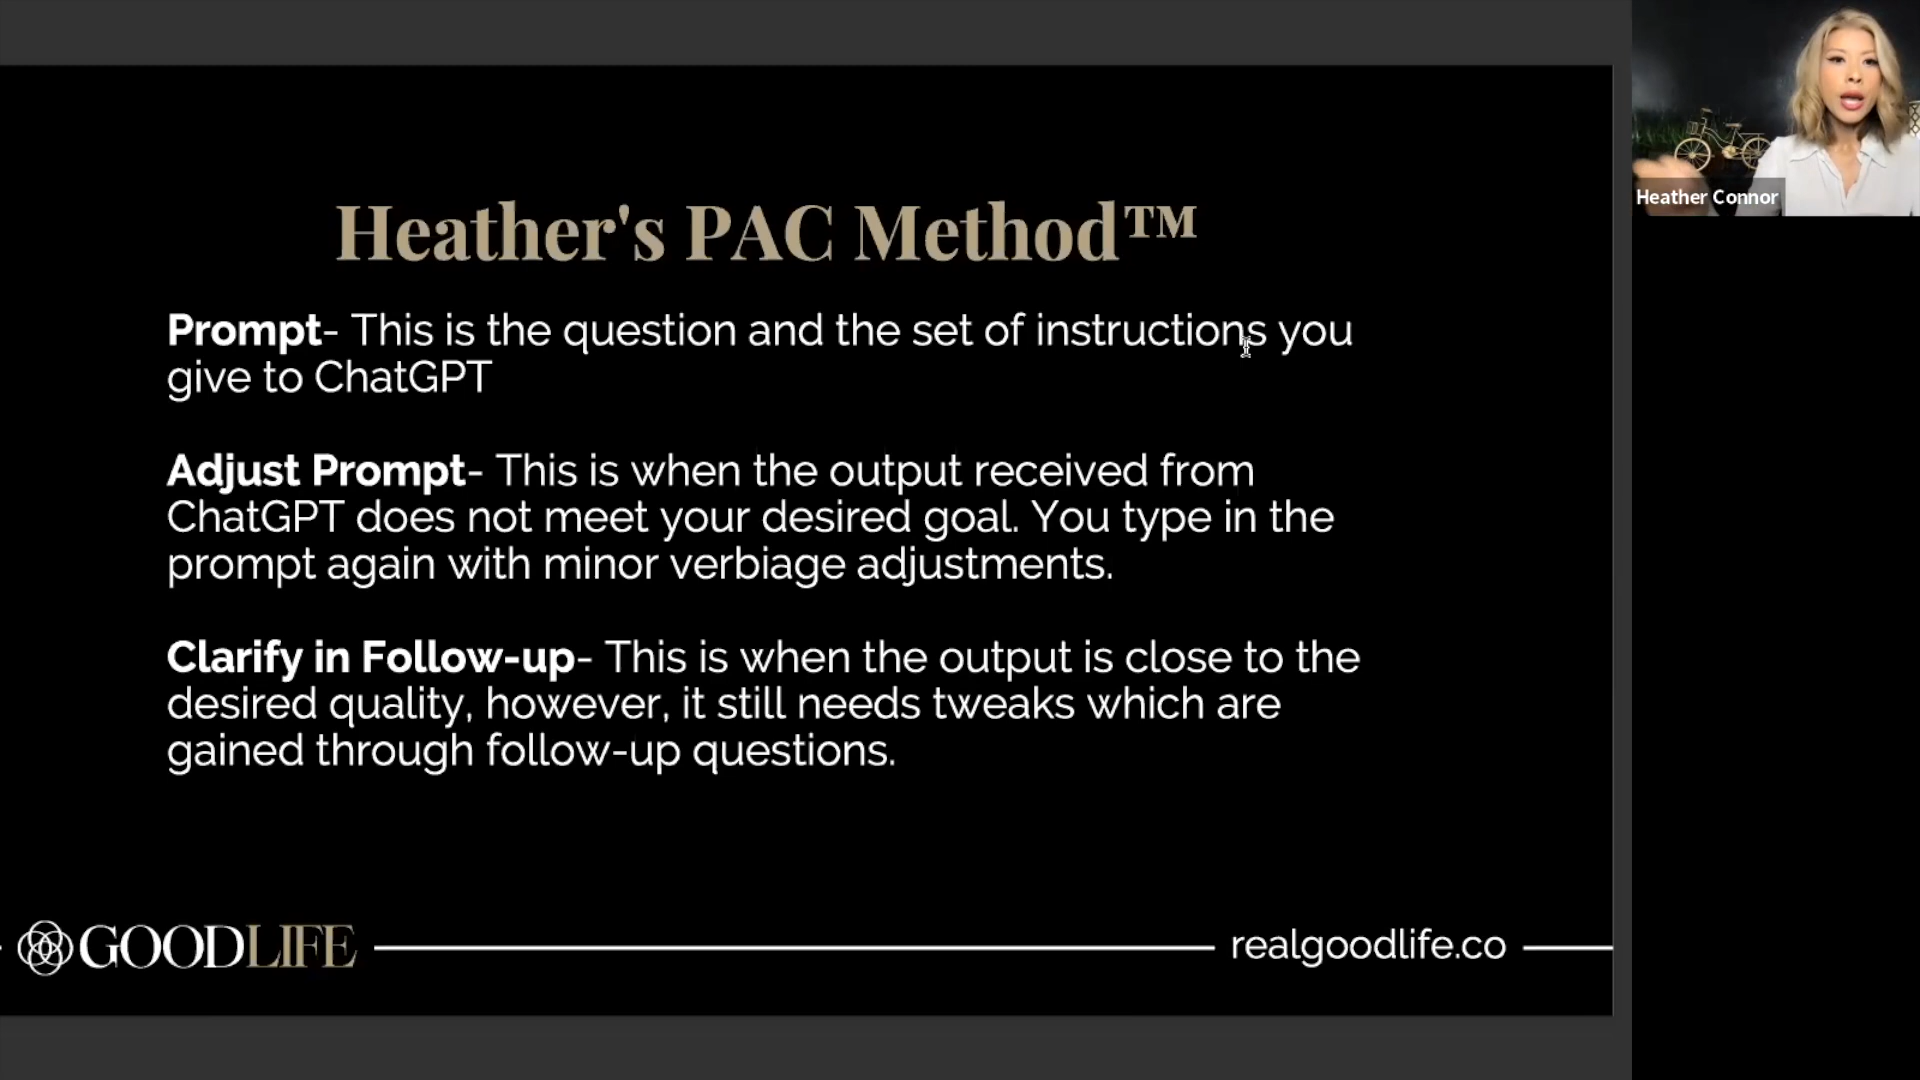 Heather's PAC Method™
Prompt- This is the question and the set of instructions you
give to ChatGPT
Adjust Prompt- This is when the output received from
ChatGPT does not meet your desired goal. You type in the
prompt again with minor verbiage adjustments.
Clarify in Follow-up- This is when the output is close to the
desired quality, however, it still needs tweaks which are
gained through follow-up questions.
GOODLIFE
realgoodlife.co
Heather Connor